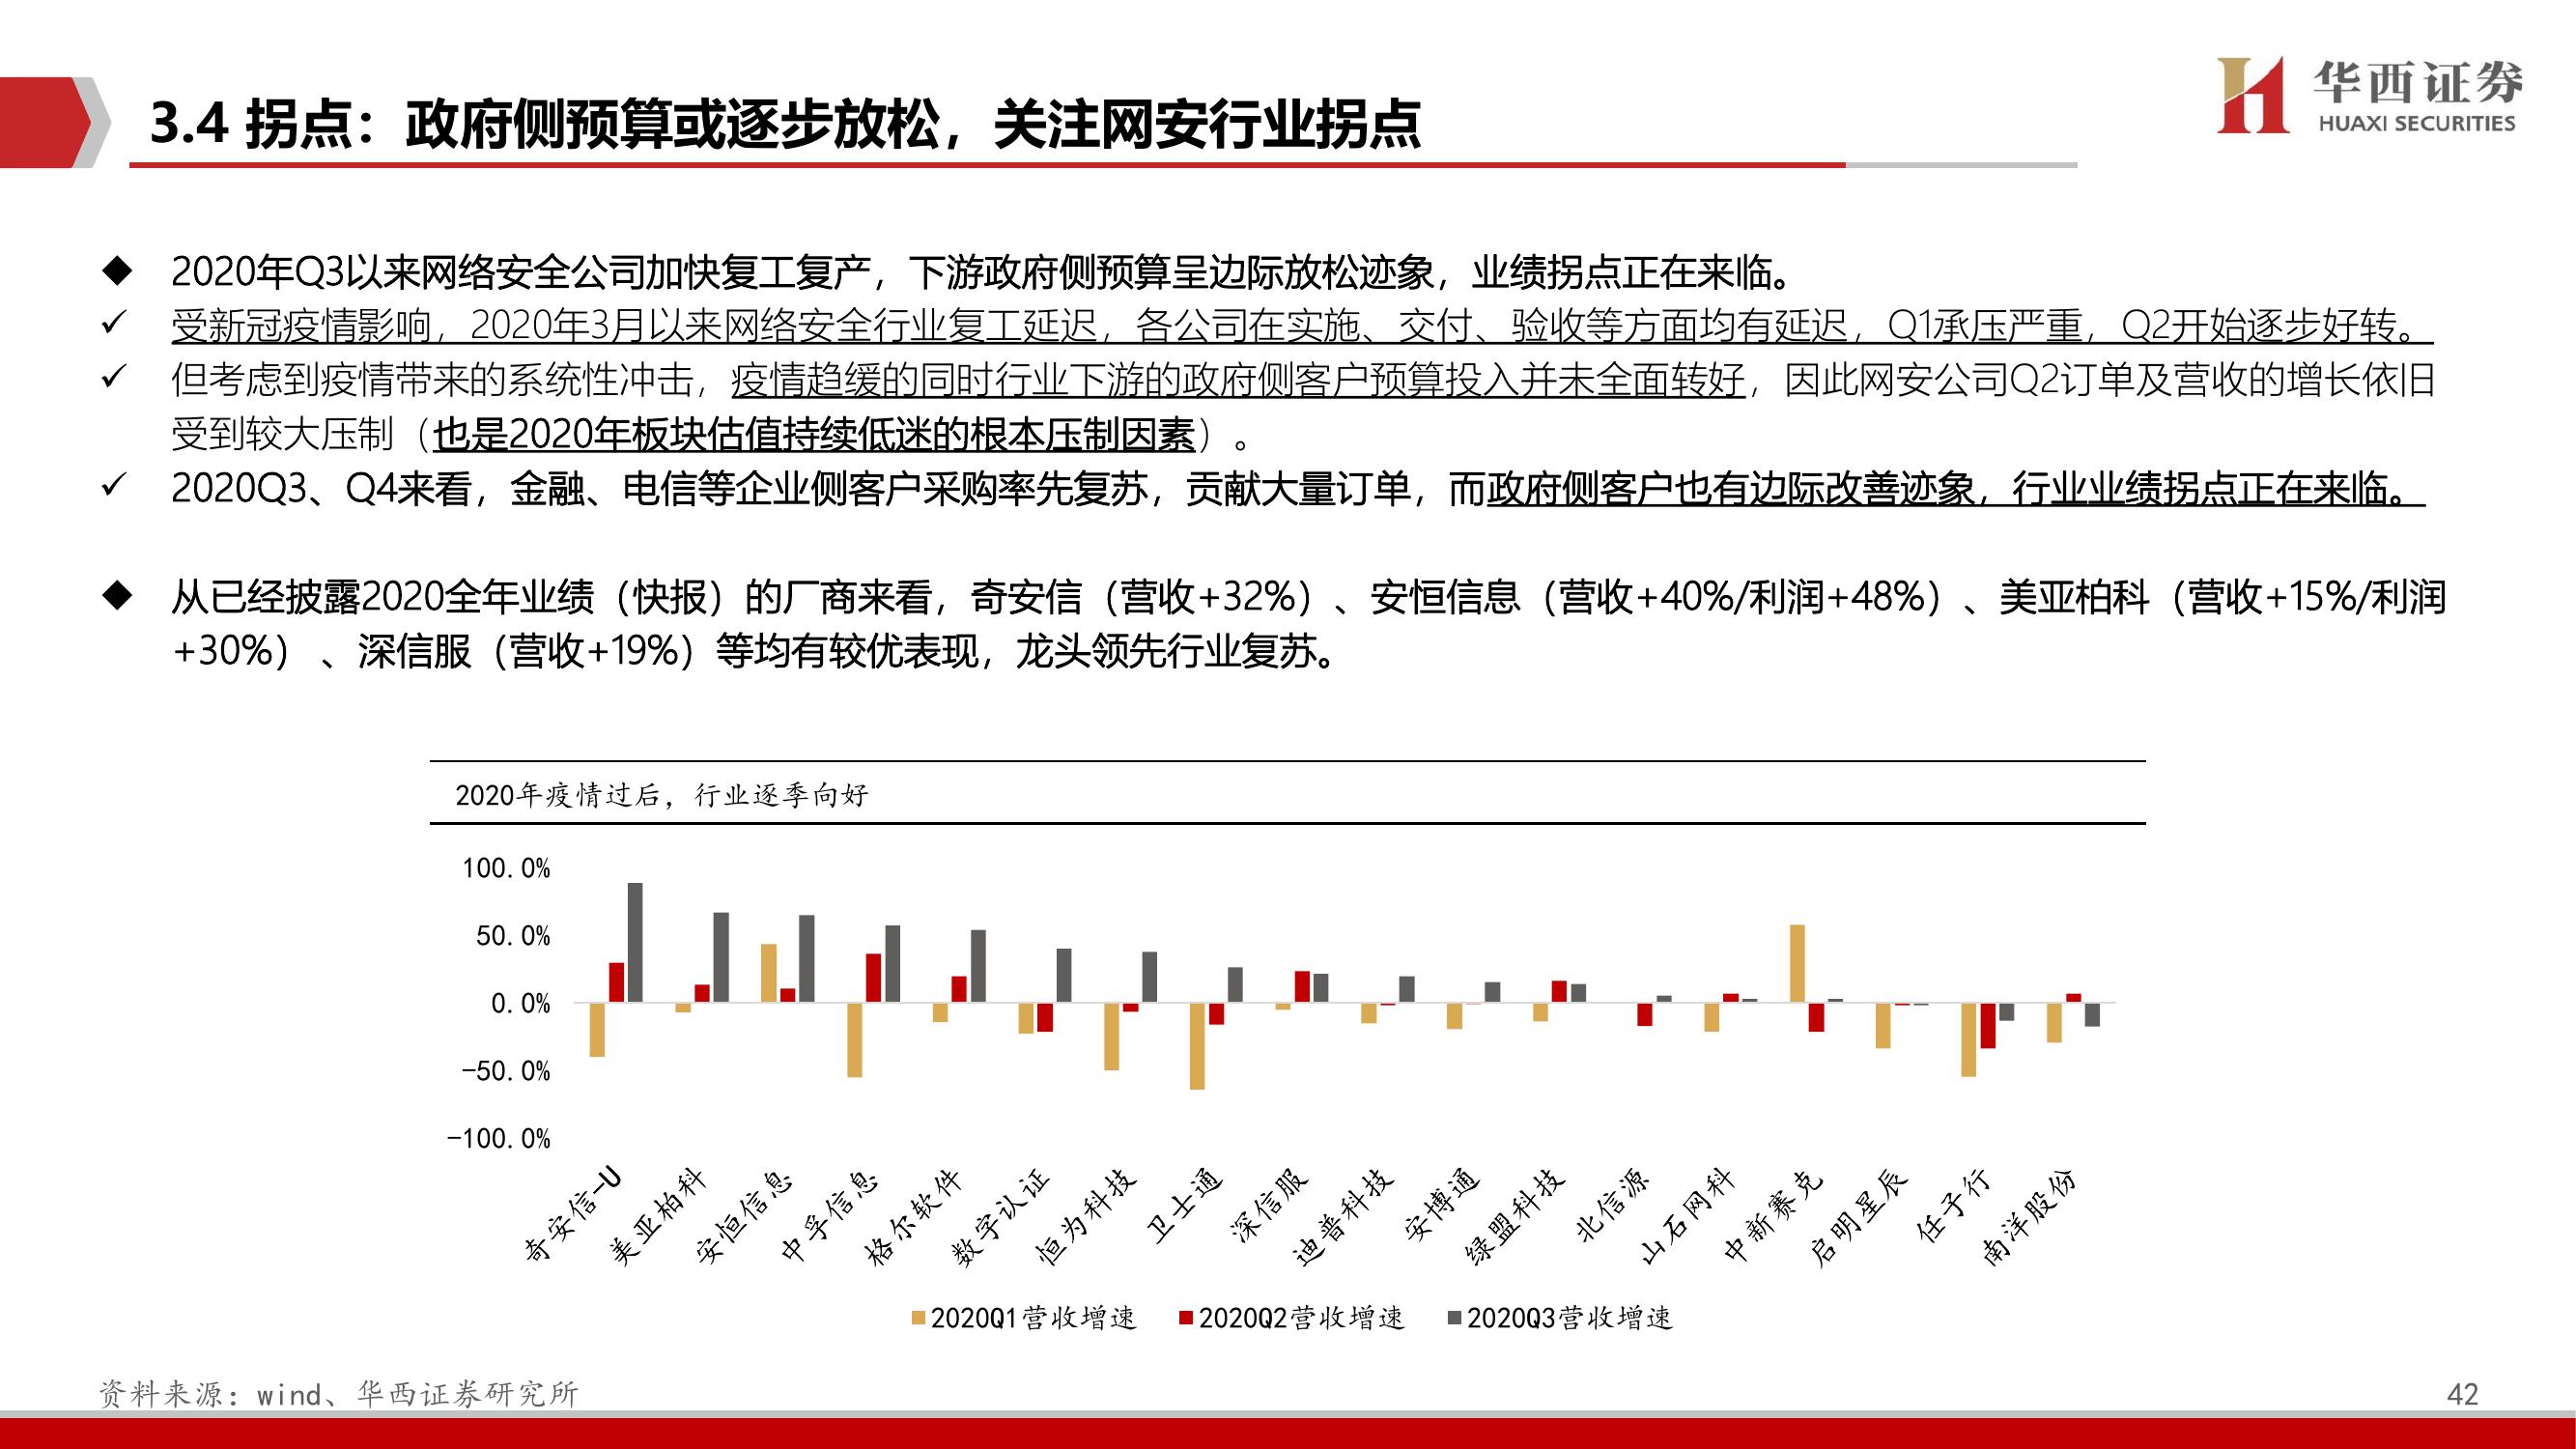 华西证券
HUAXI SECURITIES
3.4 拐点：政府侧预算或逐步放松，关注网安行业拐点
◆ 2020年Q3以来网络安全公司加快复工复产，下游政府侧预算呈边际放松迹象，业绩拐点正在来临。
✓ 受新冠疫情影响，2020年3月以来网络安全行业复工延迟，各公司在实施、交付、验收等方面均有延迟，Q1承压严重，Q2开始逐步好转。
✓ 但考虑到疫情带来的系统性冲击，疫情趋缓的同时行业下游的政府侧客户预算投入并未全面转好，因此网安公司Q2订单及营收的增长依旧
受到较大压制（也是2020年板块估值持续低迷的根本压制因素）。
✓ 2020Q3、Q4来看，金融、电信等企业侧客户采购率先复苏，贡献大量订单，而政府侧客户也有边际改善迹象，行业业绩拐点正在来临。
◆ 从已经披露2020全年业绩（快报）的厂商来看，奇安信（营收+32%）、安恒信息（营收+40%/利润+48%）、美亚柏科（营收+15%/利润
+30%） 、深信服（营收+19%）等均有较优表现，龙头领先行业复苏。
2020年疫情过后，行业逐季向好
100.0%
50.0%
0.0%
-50.0%
-100.0%
奇安信-U
美亚柏科
安恒信息
中孚信息
格尔软件
数字认证
恒为科技
卫士通
深信服
迪普科技
安博通
绿盟科技
北信源
山石网科
中新赛克
启明星辰
任子行
南洋股份
2020Q1营收增速
2020Q2营收增速
2020Q3营收增速
资料来源：wind、华西证券研究所
42